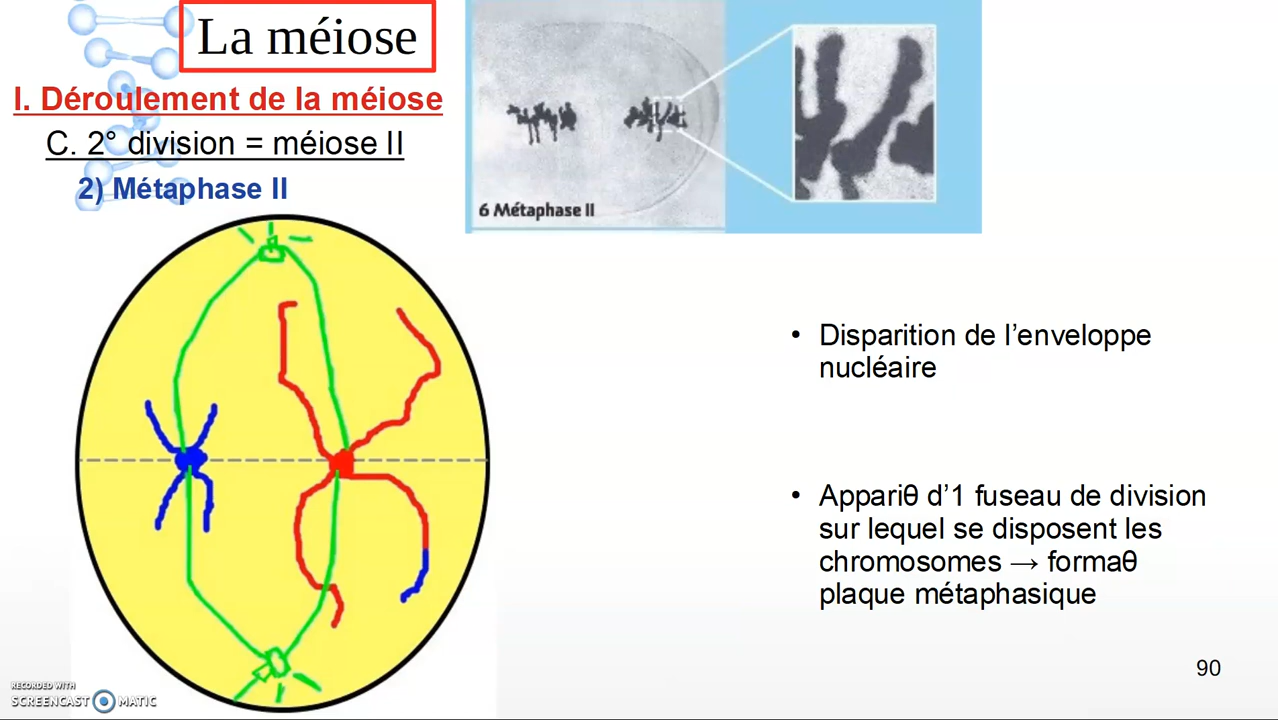 La méiose
I. Déroulement de la méiose
C. 2° division = méiose II
2) Métaphase II
6 Métaphase II
• Disparition de l’enveloppe
nucléaire
• Appariθ d’1 fuseau de division
sur lequel se disposent les
chromosomes → formaθ
plaque métaphasique
90
RECORDED WITH
SCREENCAST MATIC